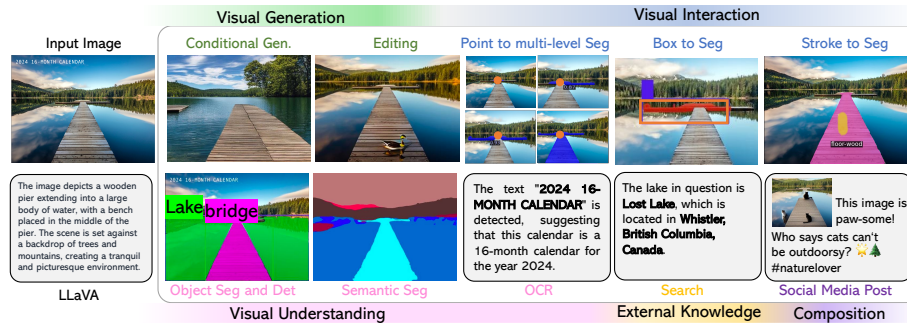 Visual Generation
Visual Interaction
Input Image
Conditional Gen.
Editing
Point to multi-level Seg
Box to Seg
Stroke to Seg
2024 16-MONTH CALENDAR
floor-wood
The image depicts a wooden
pier extending into a large
body of water, with a bench
placed in the middle of the
pier. The scene is set against
a backdrop of trees and
mountains, creating a tranquil
and picturesque environment.
LLaVA
2024 16-MONTH CALENDAR
Lake
bridge
The text "2024 16-
MONTH CALENDAR" is
detected, suggesting
that this calendar is a
16-month calendar for
the year 2024.
The lake in question is
Lost Lake, which is
located in Whistler,
British Columbia,
Canada.
This image is
paw-some!
Who says cats can't
be outdoorsy? 🌟🌲
#naturelover
Object Seg and Det
Semantic Seg
OCR
Search
Social Media Post
Visual Understanding
External Knowledge
Composition